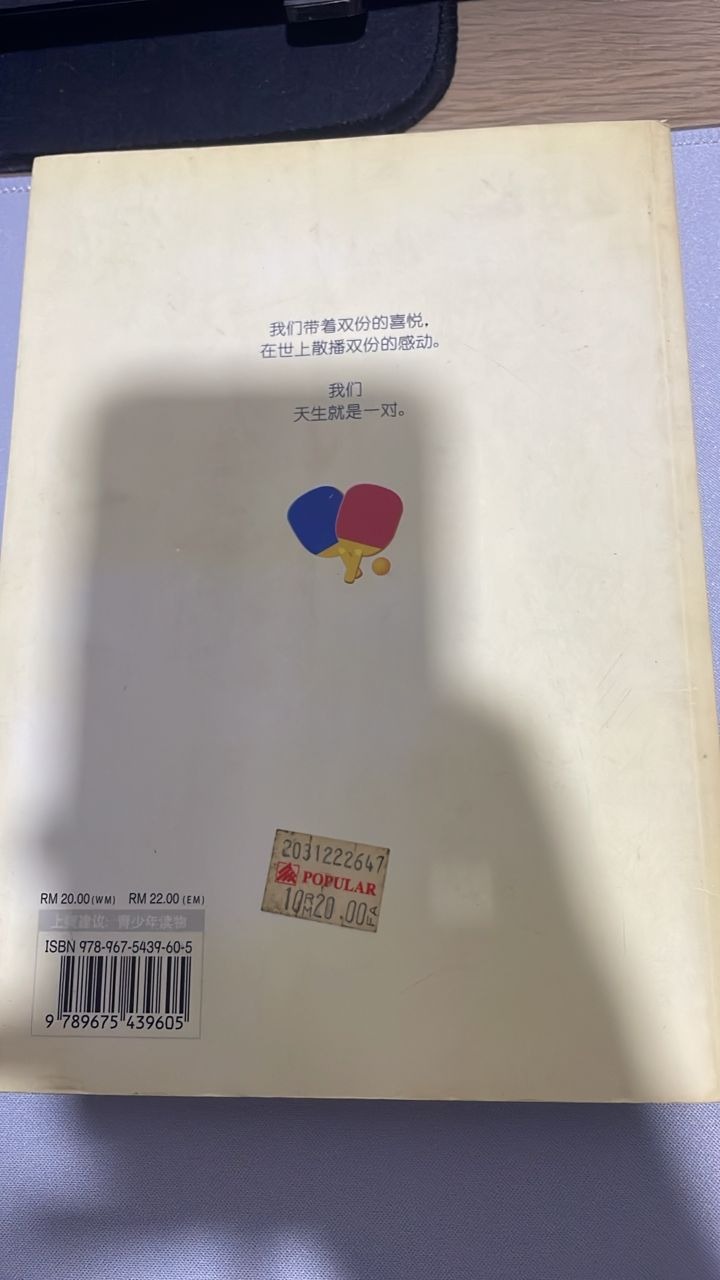 我们带着双份的喜悦，
在世上散播双份的感动。
我们
天生就是一对。
2031222647
POPULAR
10 RM20.00
RM 20.00 (WM) RM 22.00 (EM)
上架建议：青少年读物
ISBN 978-967-5439-60-5
9 789675 439605